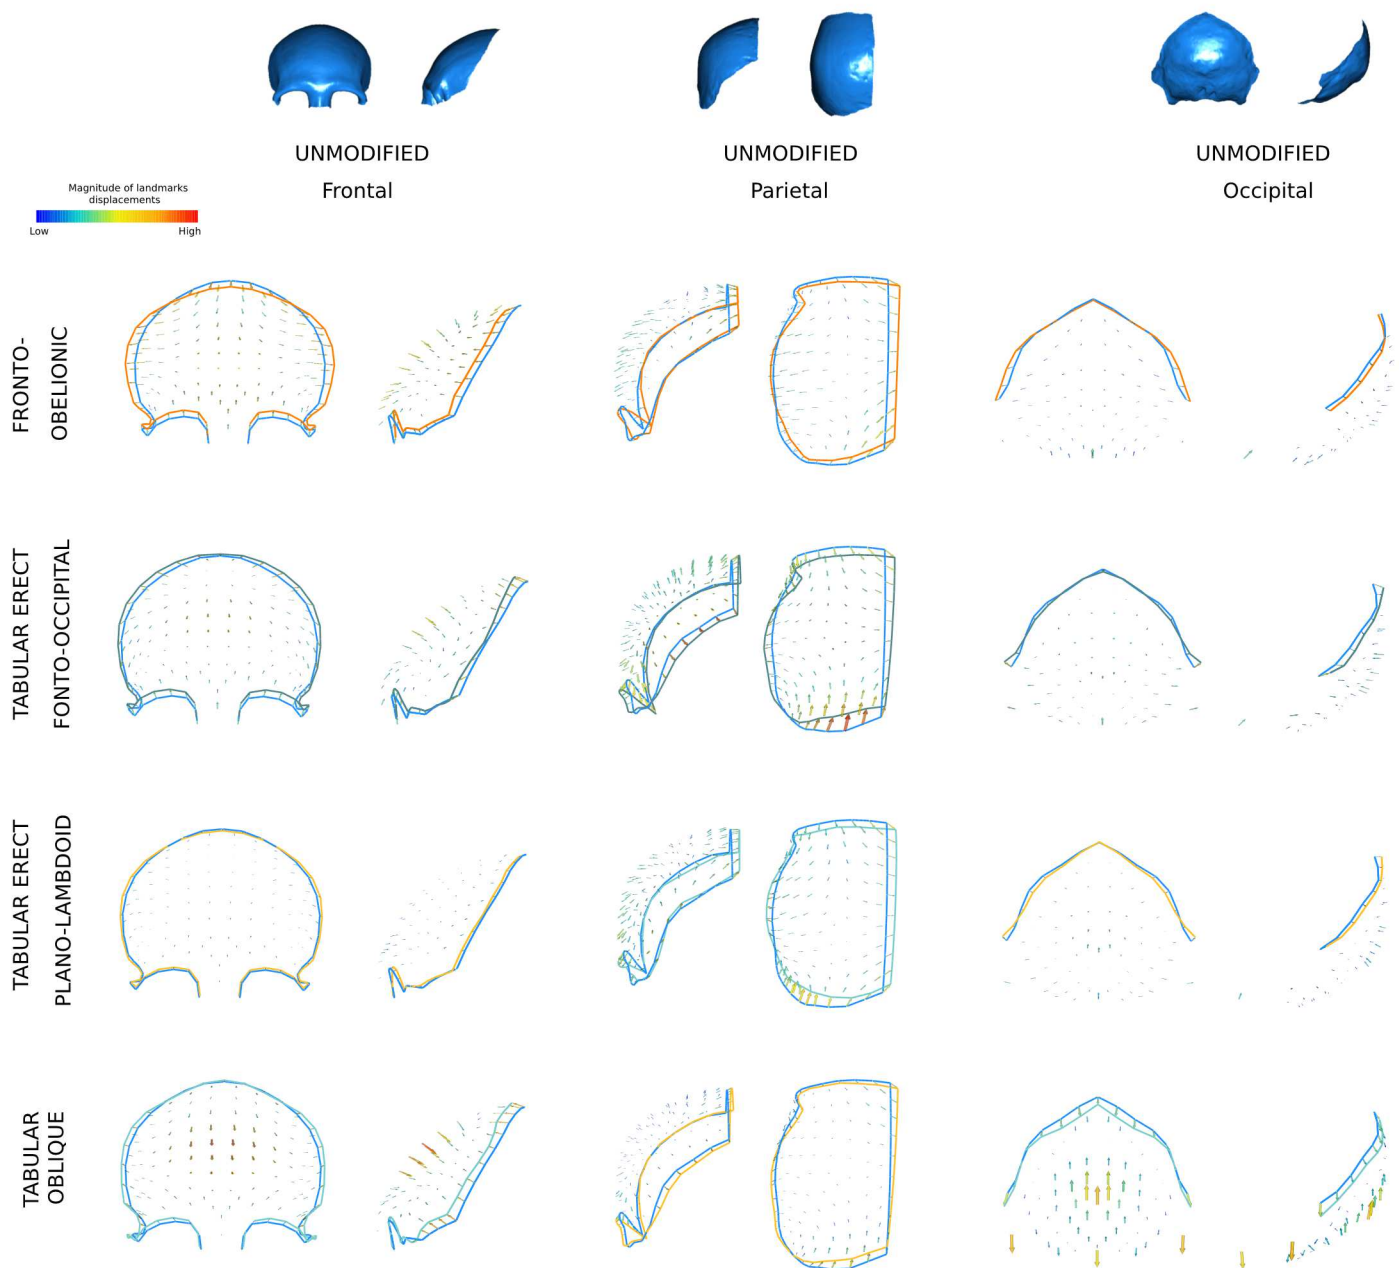 UNMODIFIED
Frontal
UNMODIFIED
Parietal
UNMODIFIED
Occipital
Magnitude of landmarks
displacements
Low
High
FRONTO-
OBELIONIC
TABULAR ERECT
FONTO-OCCIPITAL
TABULAR ERECT
PLANO-LAMBDOID
TABULAR
OBLIQUE